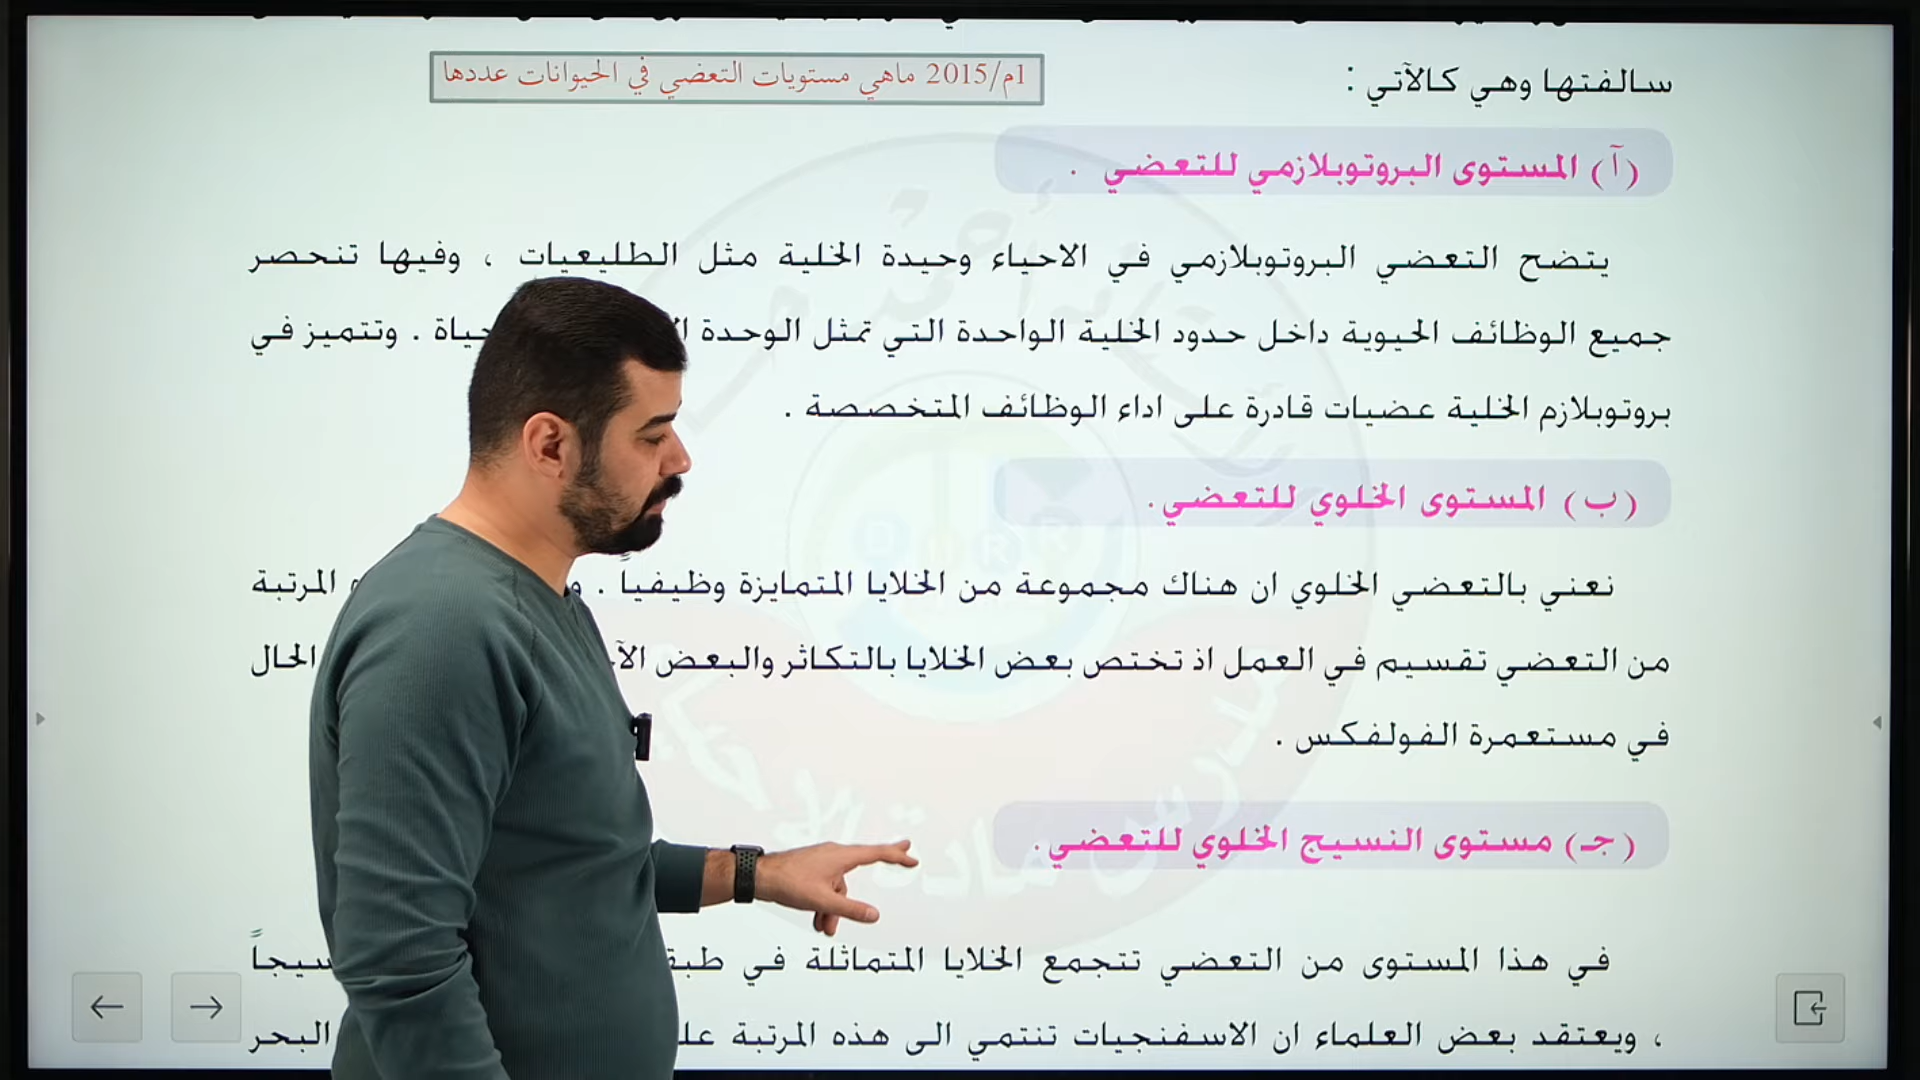 سالفتها وهي كالآتي :
1م/2015 ماهي مستويات التعضي في الحيوانات عددها
(آ) المستوى البروتوبلازمي للتعضي .
يتضح التعضي البروتوبلازمي في الاحياء وحيدة الخلية مثل الطليعيات ، وفيها تنحصر
جميع الوظائف الحيوية داخل حدود الخلية الواحدة التي تمثل الوحدة . وتتميز في
بروتوبلازم الخلية عضيات قادرة على اداء الوظائف المتخصصة .
(ب) المستوى الخلوي للتعضي.
نعني بالتعضي الخلوي ان هناك مجموعة من الخلايا المتمايزة وظيفياً . المرتبة
من التعضي تقسيم في العمل اذ تختص بعض الخلايا بالتكاثر والبعض الحال
في مستعمرة الفولفكس .
(جـ) مستوى النسيج الخلوي للتعضي.
في هذا المستوى من التعضي تتجمع الخلايا المتماثلة في
، ويعتقد بعض العلماء ان الاسفنجيات تنتمي الى هذه المرتبة البحر